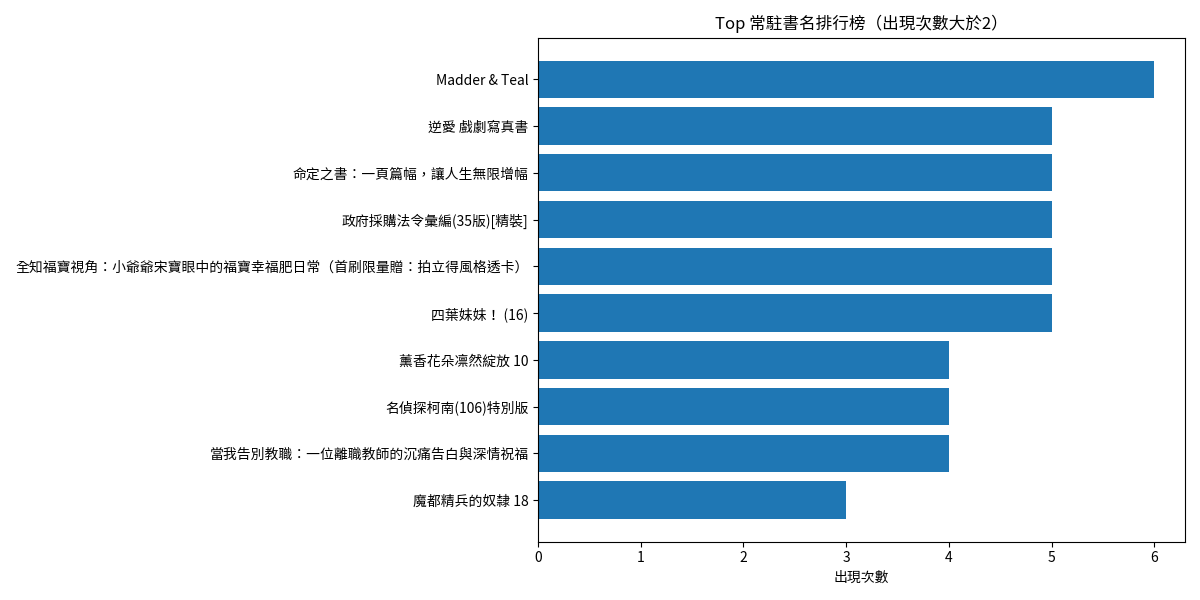 Top 常駐書名排行榜（出現次數大於2）
Madder & Teal
逆愛 戲劇寫真書
命定之書：一頁篇幅，讓人生無限增幅
政府採購法令彙編(35版)[精裝]
全知福寶視角：小爺爺宋寶眼中的福寶幸福肥日常（首刷限量贈：拍立得風格透卡）
四葉妹妹！ (16)
薰香花朵凛然綻放 10
名偵探柯南(106)特別版
當我告別教職：一位離職教師的沉痛告白與深情祝福
魔都精兵的奴隸 18
0 1 2 3 4 5 6
出現次數